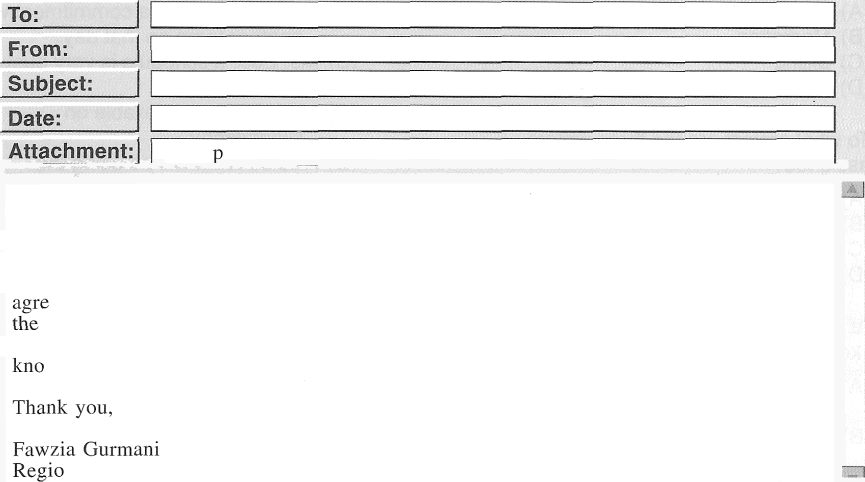 To:
From:
Subject:
Date:
Attachment: p
agre
the
kno
Thank you,
Fawzia Gurmani
Regio